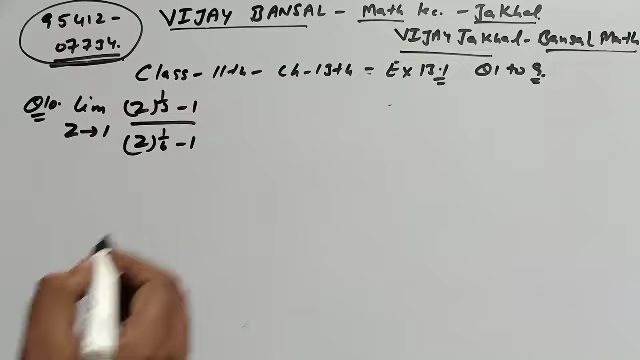 95412-
07734.
VIJAY BANSAL - Math Lec. - Jakhal
VIJAY Jakhal - Bansal Math
Class - 11th - Ch - 13th - Ex 13.1 Q1 to 9.
Q10. lim (z)^1/3 - 1
z→1 (z)^1/6 - 1